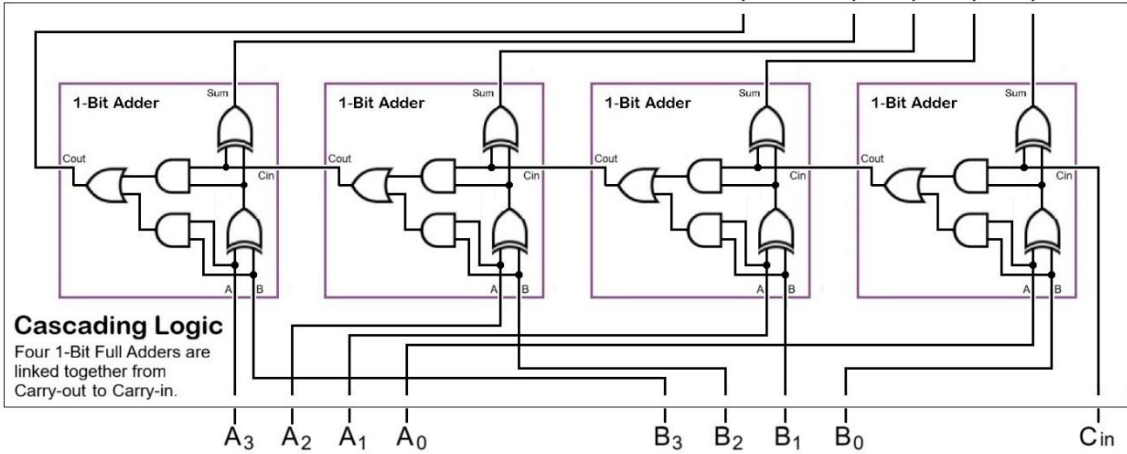 1-Bit Adder
Sum
Cout
Cin
A B
1-Bit Adder
Sum
Cout
Cin
A B
1-Bit Adder
Sum
Cout
Cin
A B
1-Bit Adder
Sum
Cout
Cin
A B
Cascading Logic
Four 1-Bit Full Adders are
linked together from
Carry-out to Carry-in.
A3 A2 A1 A0 B3 B2 B1 B0 Cin